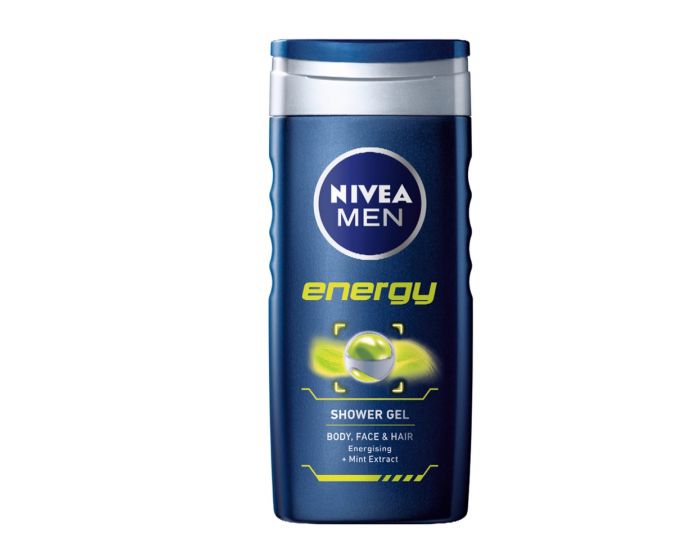 NIVEA
MEN
energy
SHOWER GEL
BODY, FACE & HAIR
Energising
+ Mint Extract